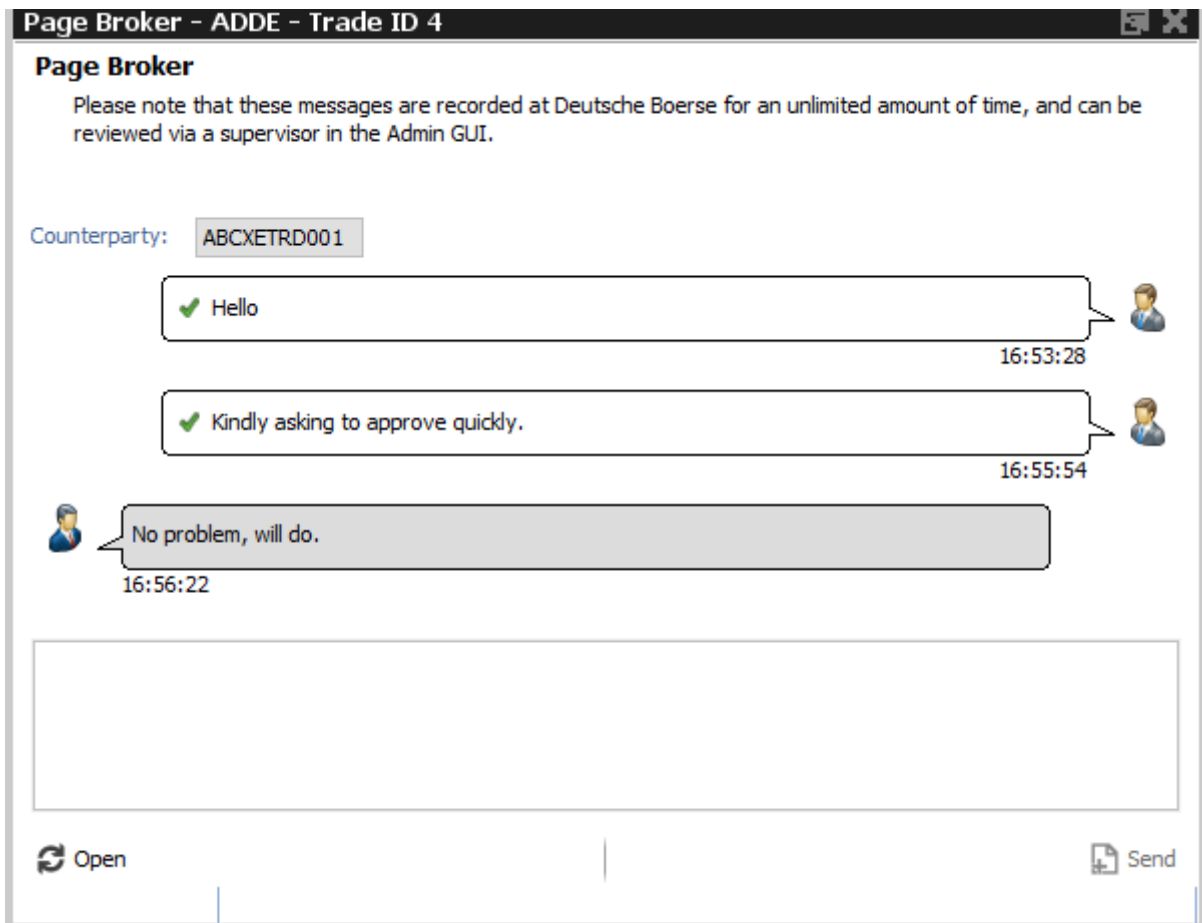 Page Broker - ADDE - Trade ID 4
Page Broker
Please note that these messages are recorded at Deutsche Boerse for an unlimited amount of time, and can be
reviewed via a supervisor in the Admin GUI.
Counterparty: ABCXETRD001
Hello
16:53:28
Kindly asking to approve quickly.
16:55:54
No problem, will do.
16:56:22
Open Send